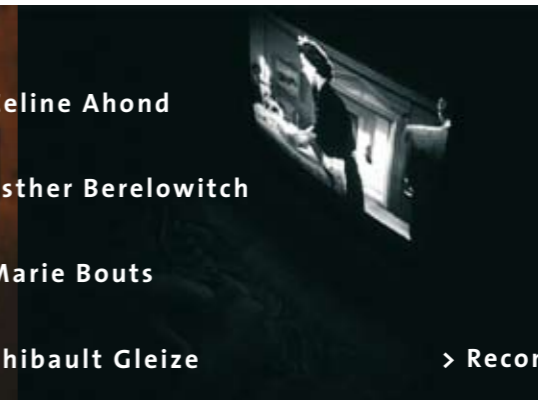 eline Ahond
sther Berelowitch
Marie Bouts
hibault Gleize
> Recor